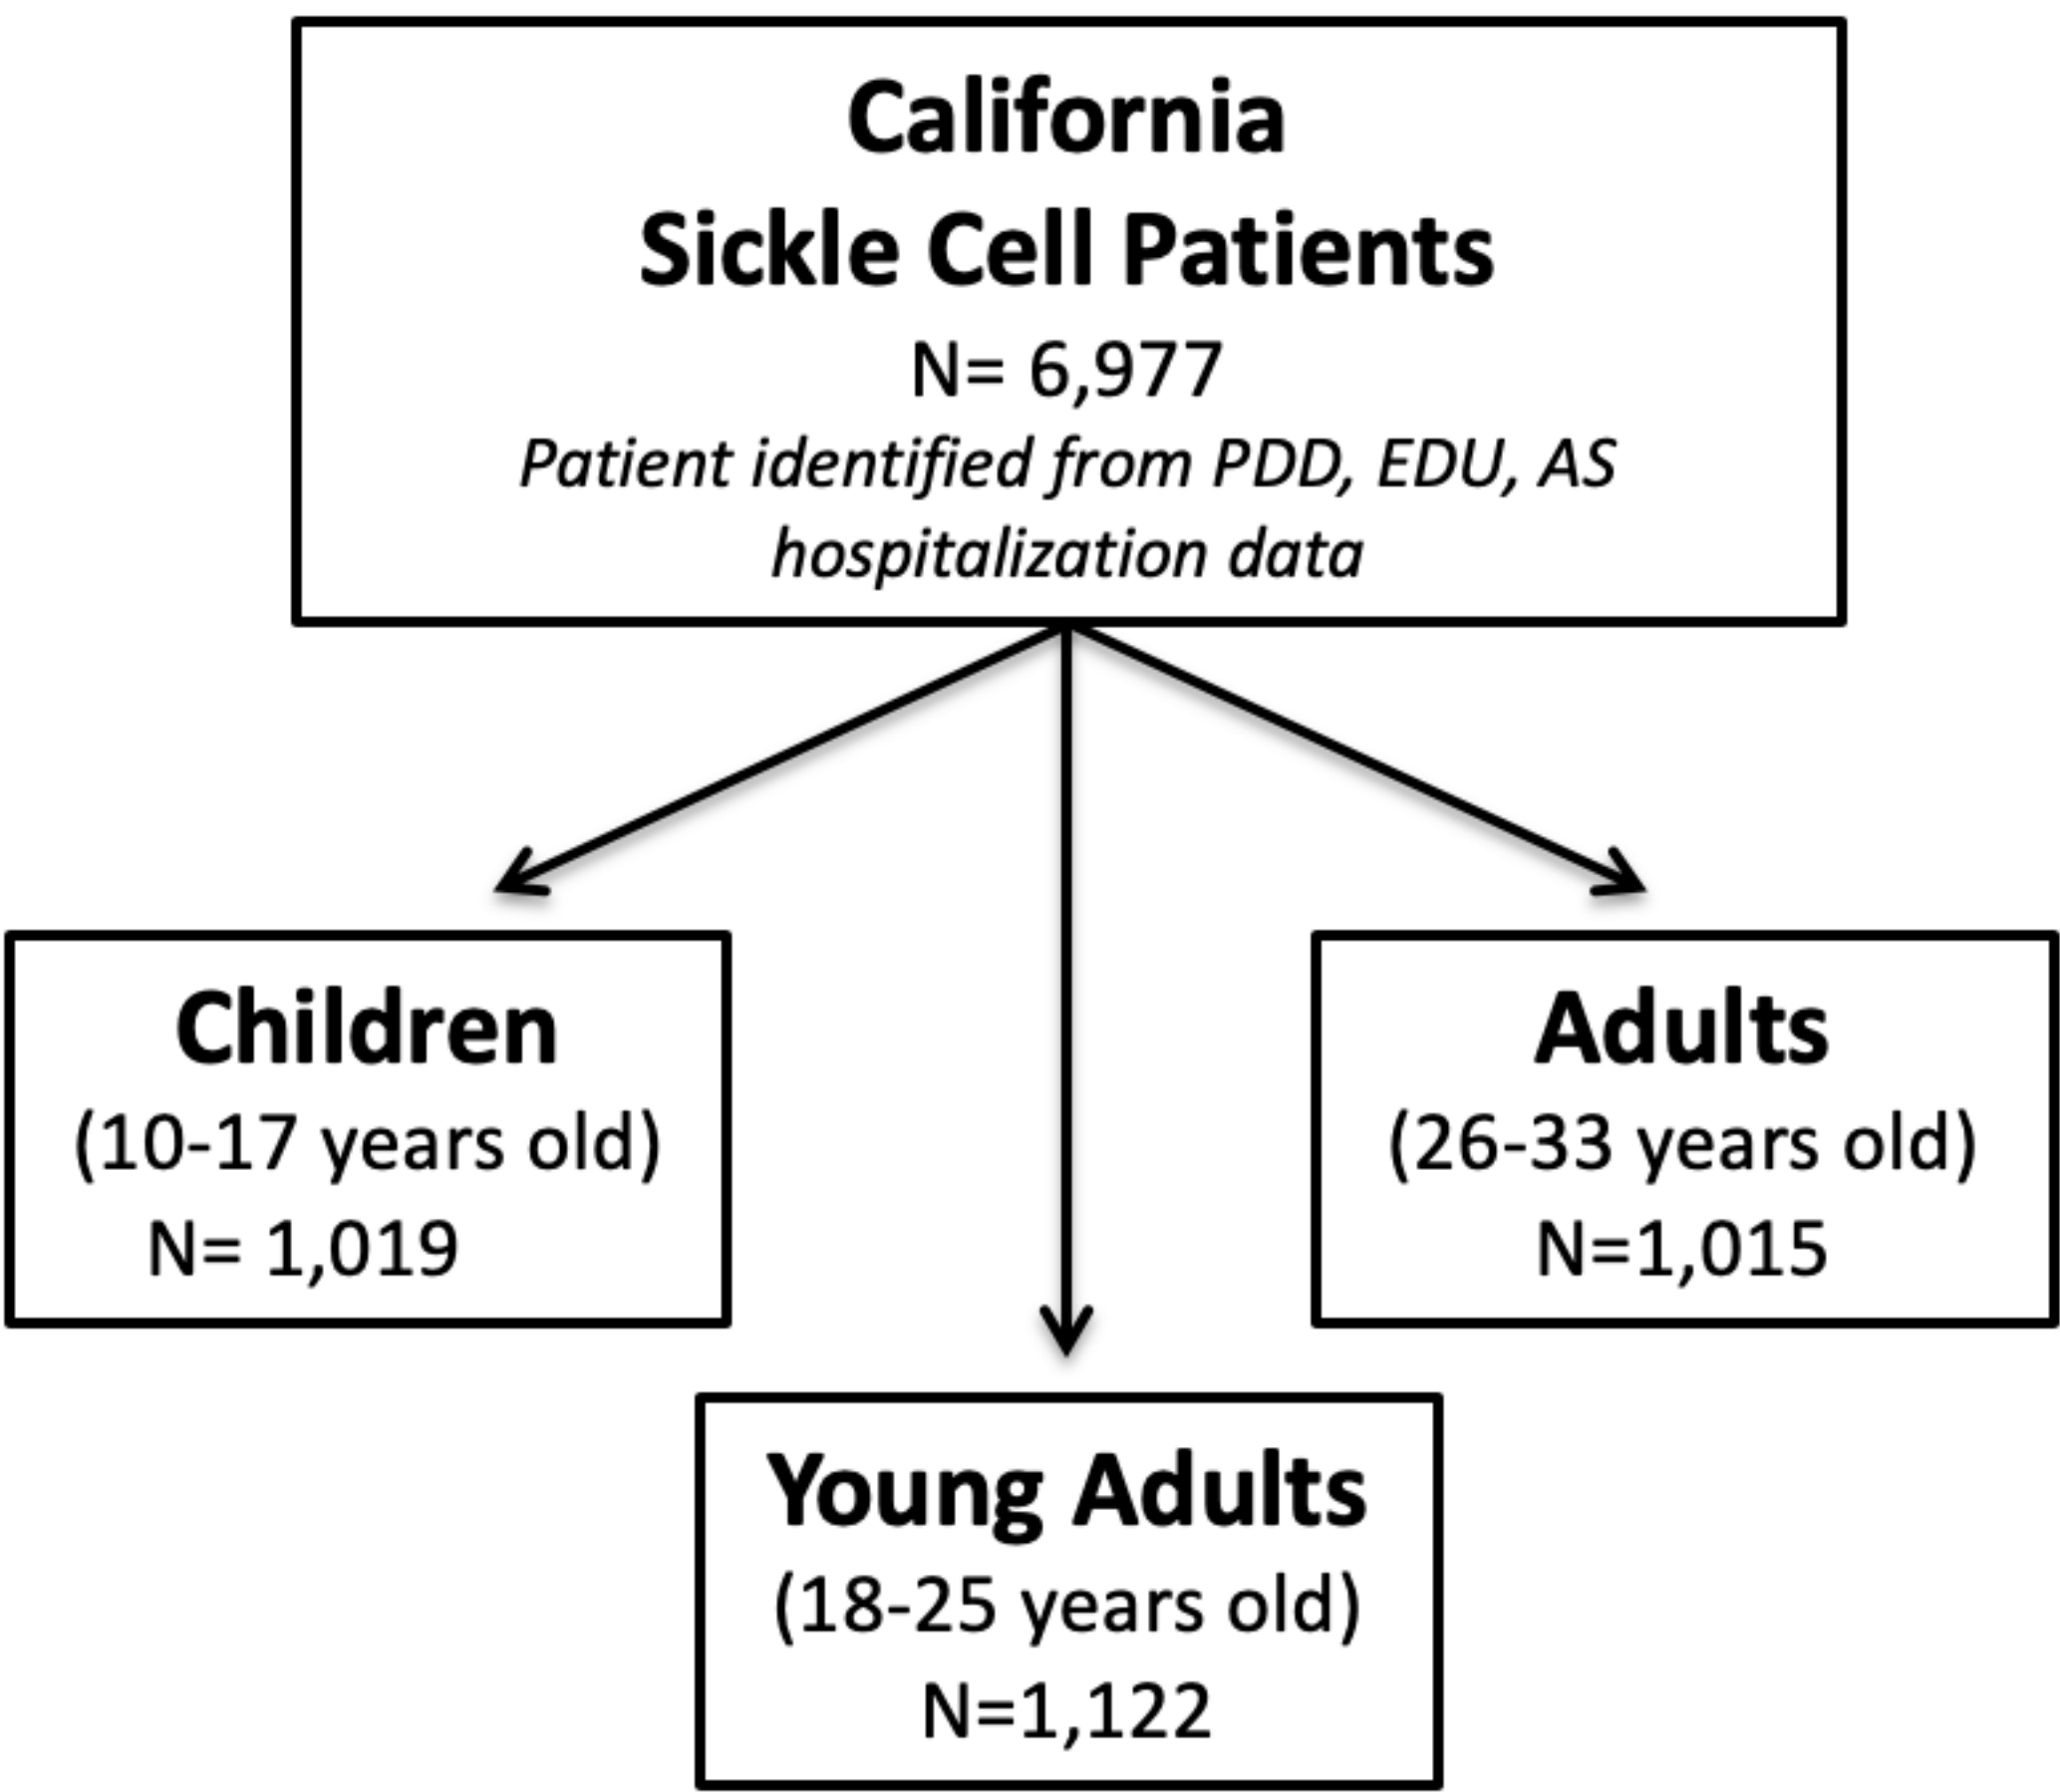 California
Sickle Cell Patients
N= 6,977
Patient identified from PDD, EDU, AS
hospitalization data
Children
(10-17 years old)
N= 1,019
Adults
(26-33 years old)
N=1,015
Young Adults
(18-25 years old)
N=1,122